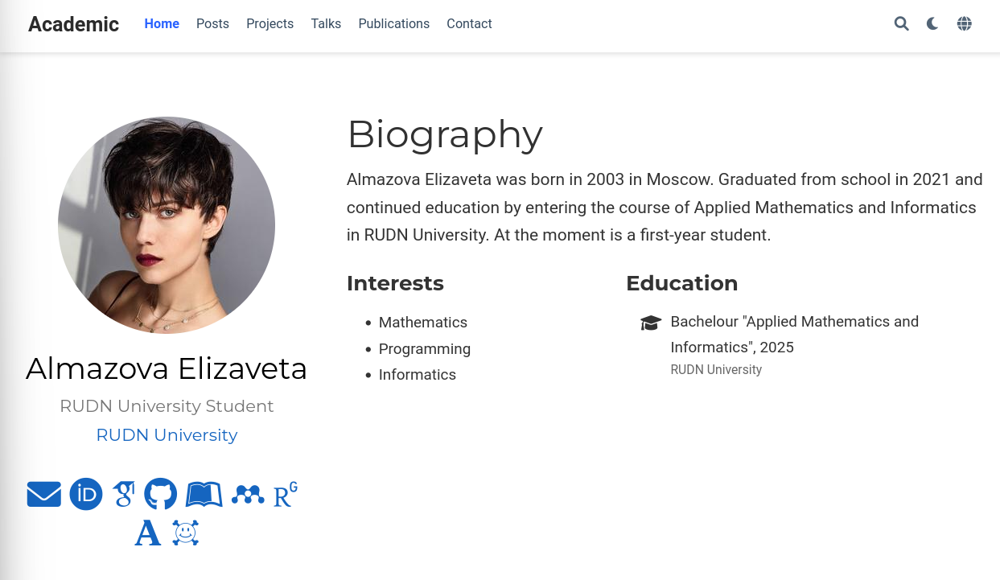 Academic Home Posts Projects Talks Publications Contact
Biography
Almazova Elizaveta was born in 2003 in Moscow. Graduated from school in 2021 and
continued education by entering the course of Applied Mathematics and Informatics
in RUDN University. At the moment is a first-year student.
Interests
• Mathematics
• Programming
• Informatics
Education
Bachelour "Applied Mathematics and
Informatics", 2025
RUDN University
Almazova Elizaveta
RUDN University Student
RUDN University